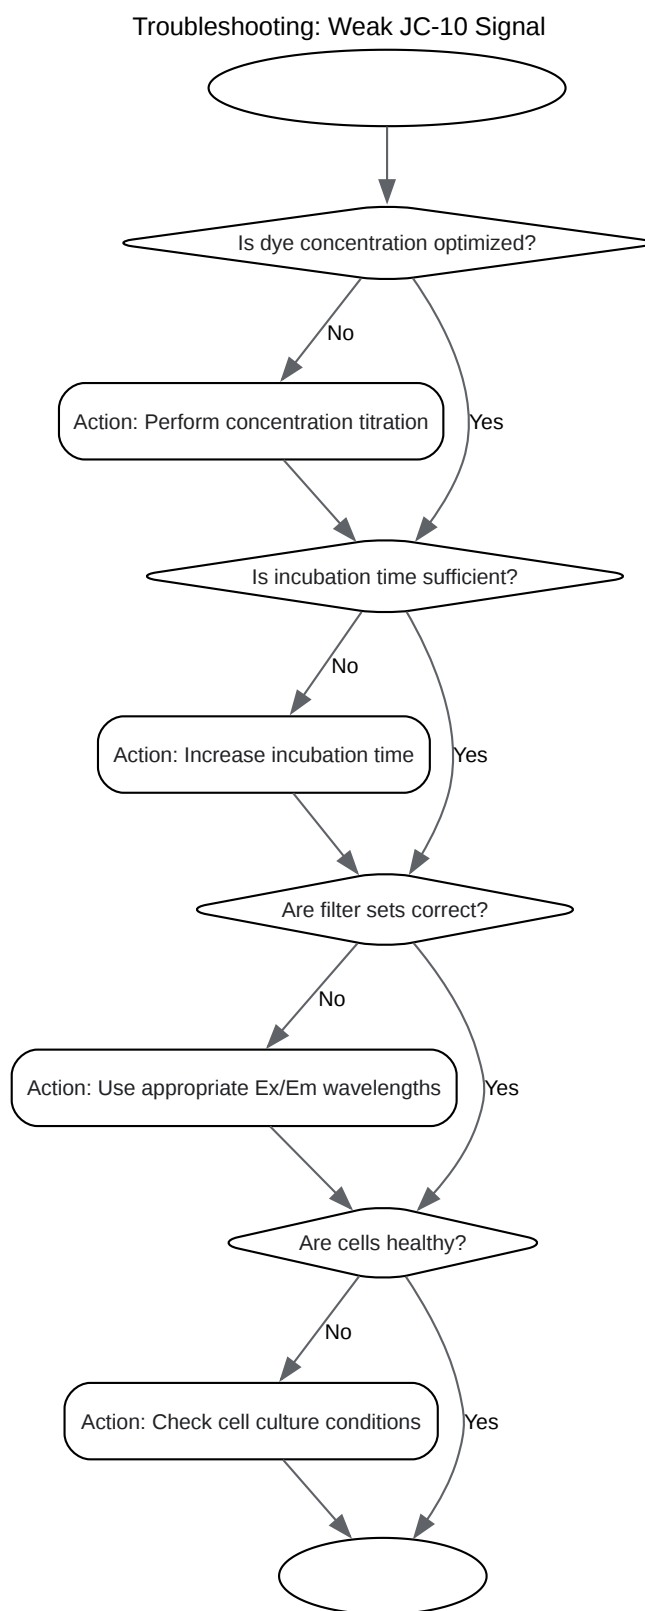 Troubleshooting: Weak JC-10 Signal
Is dye concentration optimized?
No
Action: Perform concentration titration
Yes
Is incubation time sufficient?
No
Action: Increase incubation time
Yes
Are filter sets correct?
No
Action: Use appropriate Ex/Em wavelengths
Yes
Are cells healthy?
No
Action: Check cell culture conditions
Yes